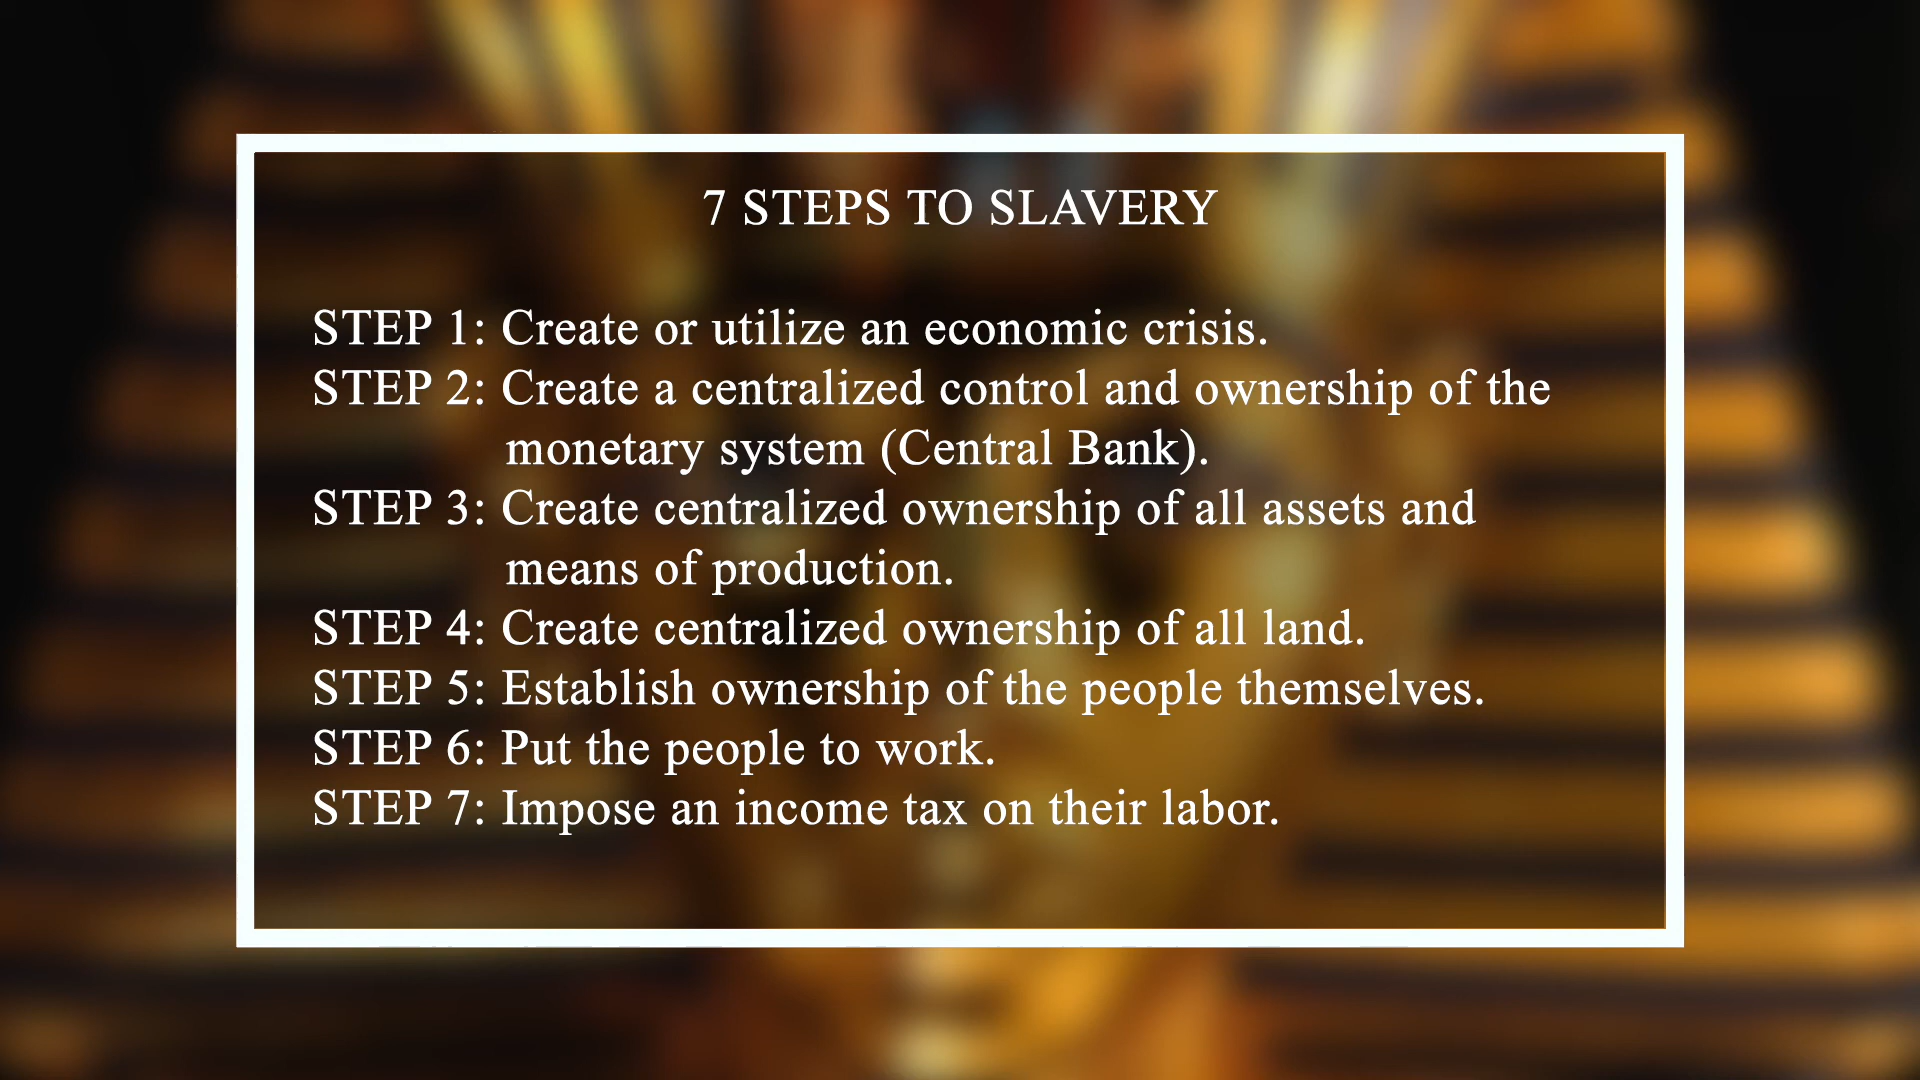 7 STEPS TO SLAVERY
STEP 1: Create or utilize an economic crisis.
STEP 2: Create a centralized control and ownership of the
monetary system (Central Bank).
STEP 3: Create centralized ownership of all assets and
means of production.
STEP 4: Create centralized ownership of all land.
STEP 5: Establish ownership of the people themselves.
STEP 6: Put the people to work.
STEP 7: Impose an income tax on their labor.